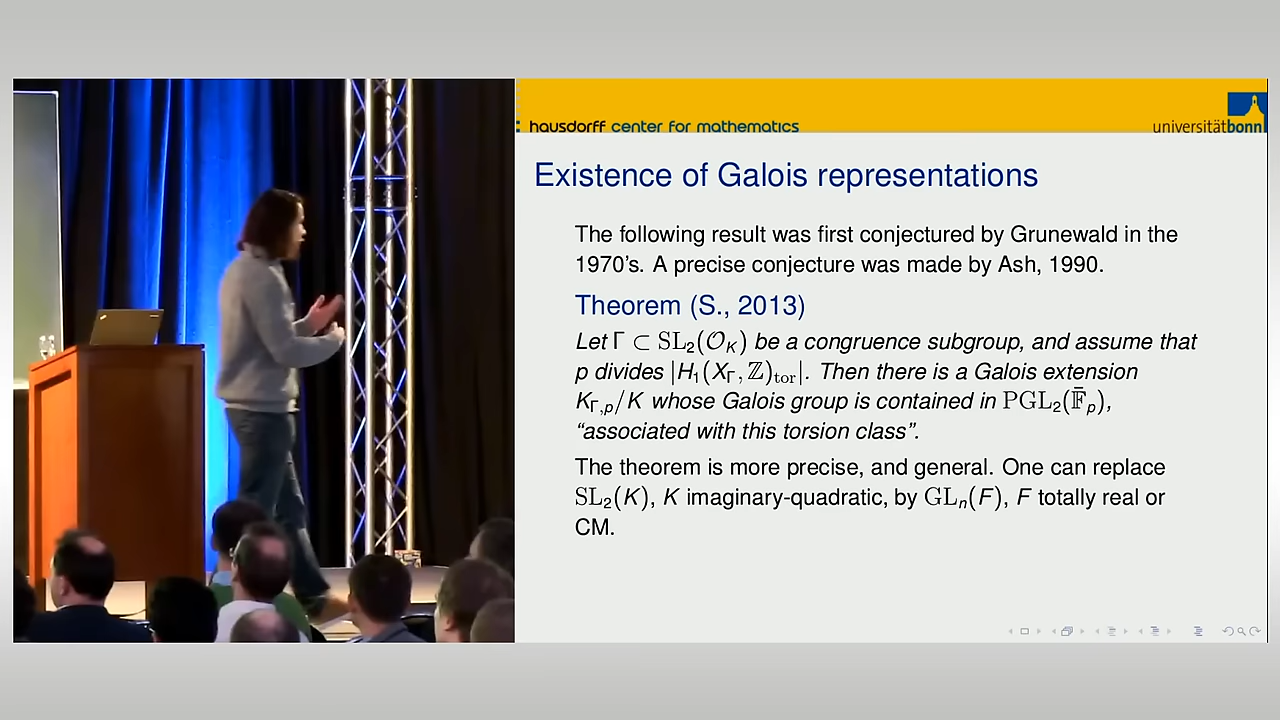 hausdorff center for mathematics
universitätbonn
Existence of Galois representations
The following result was first conjectured by Grunewald in the
1970's. A precise conjecture was made by Ash, 1990.
Theorem (S., 2013)
Let Γ ⊂ SL₂(𝒪_K) be a congruence subgroup, and assume that
p divides |H₁(X_Γ, ℤ)_tor|. Then there is a Galois extension
K_Γ,p/K whose Galois group is contained in PGL₂(𝔽̄_p),
“associated with this torsion class”.
The theorem is more precise, and general. One can replace
SL₂(K), K imaginary-quadratic, by GL_n(F), F totally real or
CM.